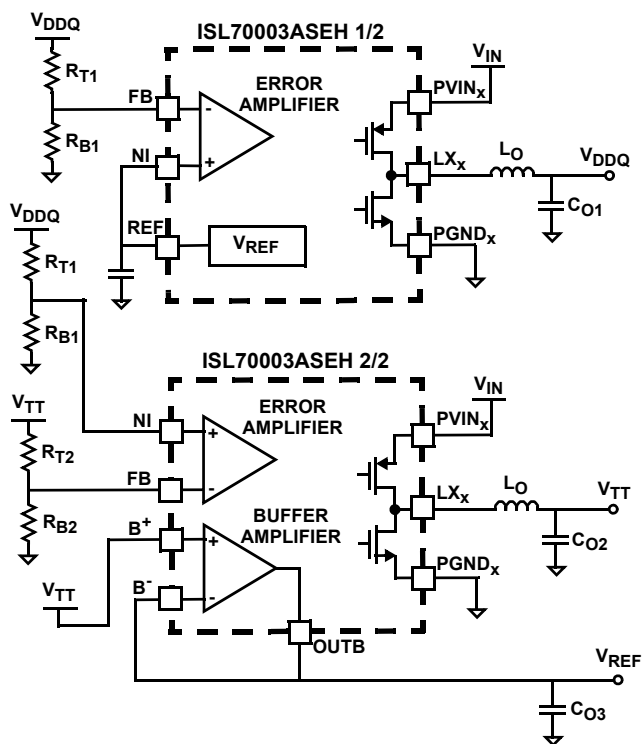 ISL70003ASEH 1/2
VDDQ
RT1
RB1
FB
-
ERROR
AMPLIFIER
NI
+
REF
VREF
VIN
PVINx
LXx
LO
VDDQ
CO1
PGNDx
VDDQ
RT1
RB1
ISL70003ASEH 2/2
VTT
RT2
RB2
NI
+
ERROR
AMPLIFIER
FB
-
BUFFER
AMPLIFIER
B+
+
VTT
B-
-
OUTB
VIN
PVINx
LXx
LO
VTT
CO2
PGNDx
VREF
CO3